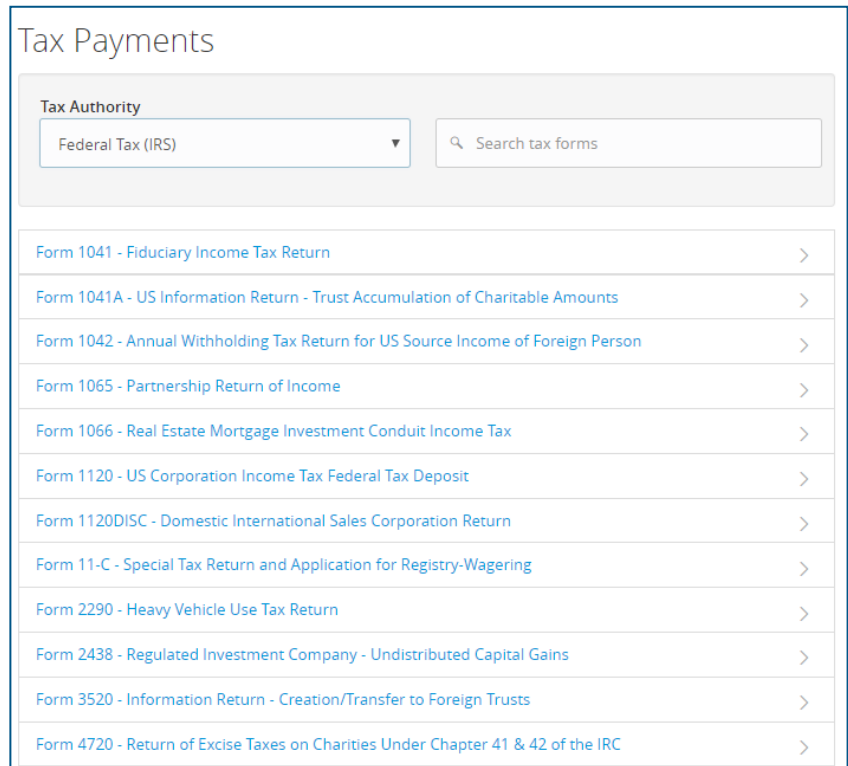 Tax Payments
Tax Authority
Federal Tax (IRS)
Search tax forms
Form 1041 - Fiduciary Income Tax Return
Form 1041A - US Information Return - Trust Accumulation of Charitable Amounts
Form 1042 - Annual Withholding Tax Return for US Source Income of Foreign Person
Form 1065 - Partnership Return of Income
Form 1066 - Real Estate Mortgage Investment Conduit Income Tax
Form 1120 - US Corporation Income Tax Federal Tax Deposit
Form 1120DISC - Domestic International Sales Corporation Return
Form 11-C - Special Tax Return and Application for Registry-Wagering
Form 2290 - Heavy Vehicle Use Tax Return
Form 2438 - Regulated Investment Company - Undistributed Capital Gains
Form 3520 - Information Return - Creation/Transfer to Foreign Trusts
Form 4720 - Return of Excise Taxes on Charities Under Chapter 41 & 42 of the IRC